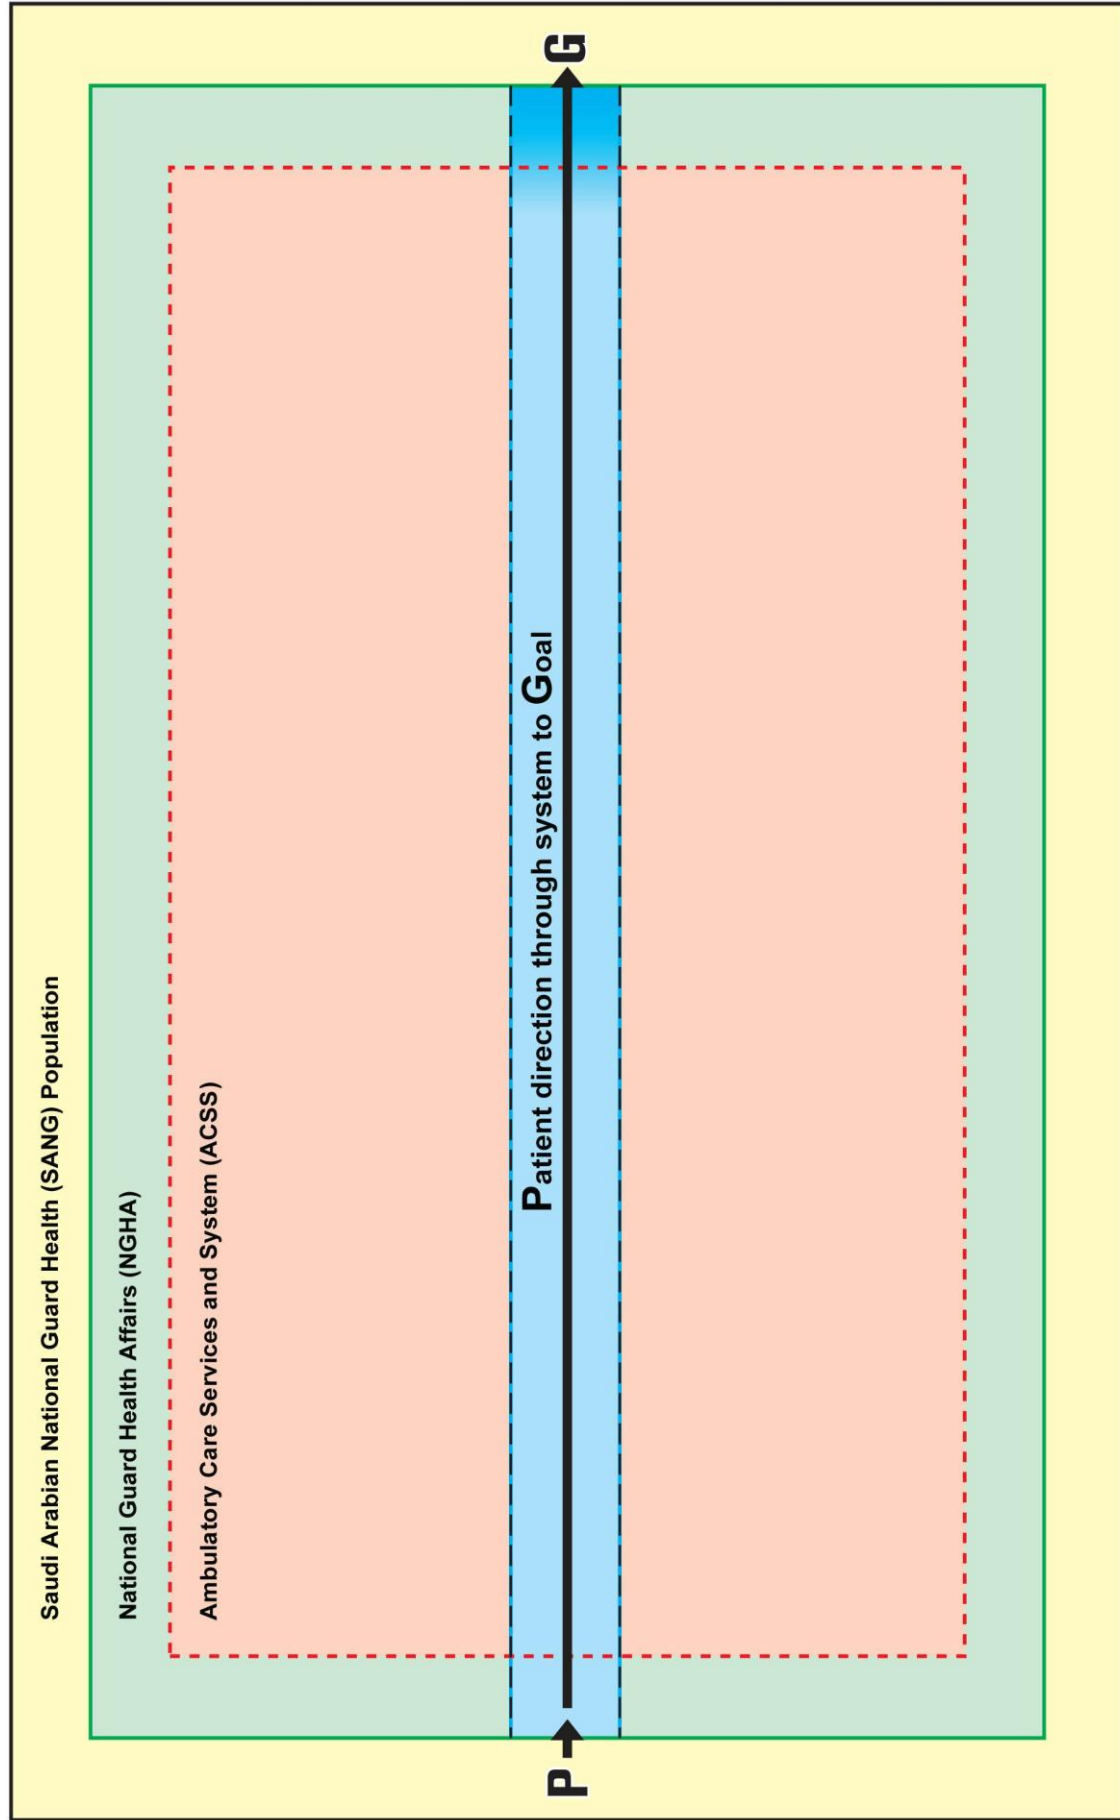 Saudi Arabian National Guard Health (SANG) Population
National Guard Health Affairs (NGHA)
Ambulatory Care Services and System (ACSS)
P
Patient direction through system to Goal
G